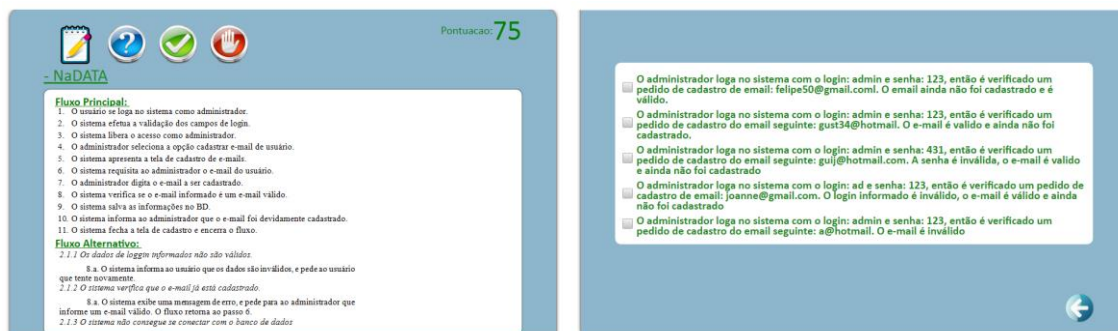 Pontuacao:75
- NaDATA
Fluxo Principal:
1. O usuário se loga no sistema como administrador.
2. O sistema efetua a validação dos campos de login.
3. O sistema libera o acesso como administrador.
4. O administrador seleciona a opção cadastrar e-mail de usuário.
5. O sistema apresenta a tela de cadastro de e-mails.
6. O sistema requisita ao administrador o e-mail do usuário.
7. O administrador digita o e-mail a ser cadastrado.
8. O sistema verifica se o e-mail informado é um e-mail válido.
9. O sistema salva as informações no BD.
10. O sistema informa ao administrador que o e-mail foi devidamente cadastrado.
11. O sistema fecha a tela de cadastro e encerra o fluxo.
Fluxo Alternativo:
2.1.1 Os dados de loggin informados não são válidos.
8.a. O sistema informa ao usuário que os dados são inválidos, e pede ao usuário
que tente novamente.
2.1.2 O sistema verifica que o e-mail já está cadastrado.
8.a. O sistema exibe uma mensagem de erro, e pede para ao administrador que
informe um e-mail válido. O fluxo retorna ao passo 6.
2.1.3 O sistema não consegue se conectar com o banco de dados
O administrador loga no sistema com o login: admin e senha: 123, então é verificado um
pedido de cadastro de email: felipe50@gmail.coml. O email ainda não foi cadastrado e é
válido.
O administrador loga no sistema com o login: admin e senha: 123, então é verificado um
pedido de cadastro do email seguinte: gust34@hotmail. O e-mail é valido e ainda não foi
cadastrado.
O administrador loga no sistema com o login: admin e senha: 431, então é verificado um
pedido de cadastro do email seguinte: guij@hotmail.com. A senha é inválida, o e-mail é valido
e ainda não foi cadastrado
O administrador loga no sistema com o login: ad e senha: 123, então é verificado um pedido de
cadastro de email: joanne@gmail.com. O login informado é inválido, o e-mail é válido e ainda
não foi cadastrado
O administrador loga no sistema com o login: admin e senha: 123, então é verificado um
pedido de cadastro do email seguinte: a@hotmail. O e-mail é inválido